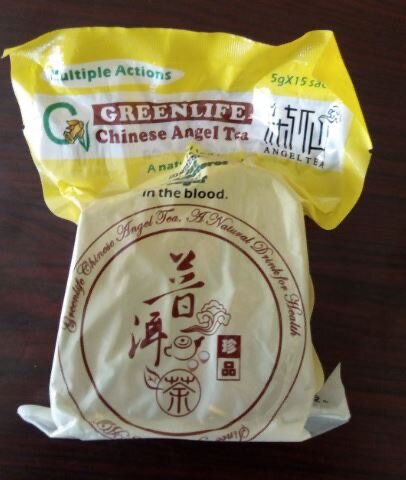 Multiple Actions
5gX15
GREENLIFE
Chinese Angel Tea
ANGEL TEA
in the blood.
Greenlife Chinese Angel Tea. A Natural Drink for Health
普洱
珍品
茶